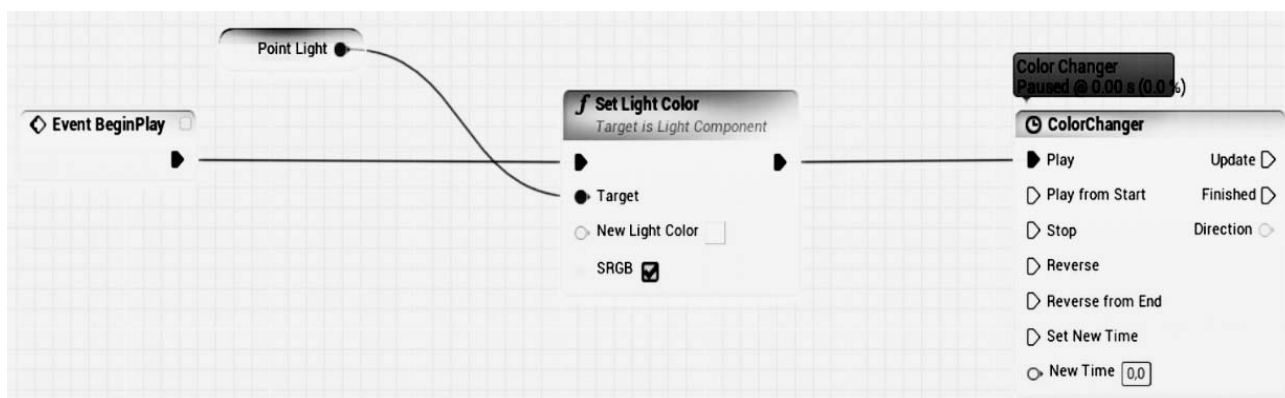 Point Light
Event BeginPlay
f Set Light Color
Target is Light Component
Target
New Light Color
SRGB
Color Changer
Paused @ 0.00 s (0.0 %)
ColorChanger
Play Update
Play from Start Finished
Stop Direction
Reverse
Reverse from End
Set New Time
New Time 0,0